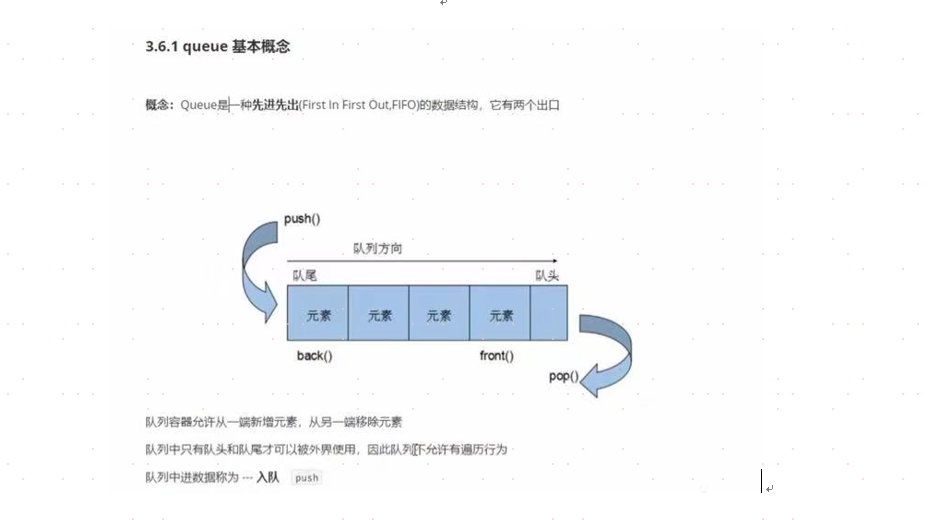 3.6.1 queue 基本概念
概念：Queue是一种先进先出(First In First Out,FIFO)的数据结构，它有两个出口
push()
队列方向
队尾 队头
元素 元素 元素 元素
back() front()
pop()
队列容器允许从一端新增元素，从另一端移除元素
队列中只有队头和队尾才可以被外界使用，因此队列不允许有遍历行为
队列中进数据称为 --- 入队 push